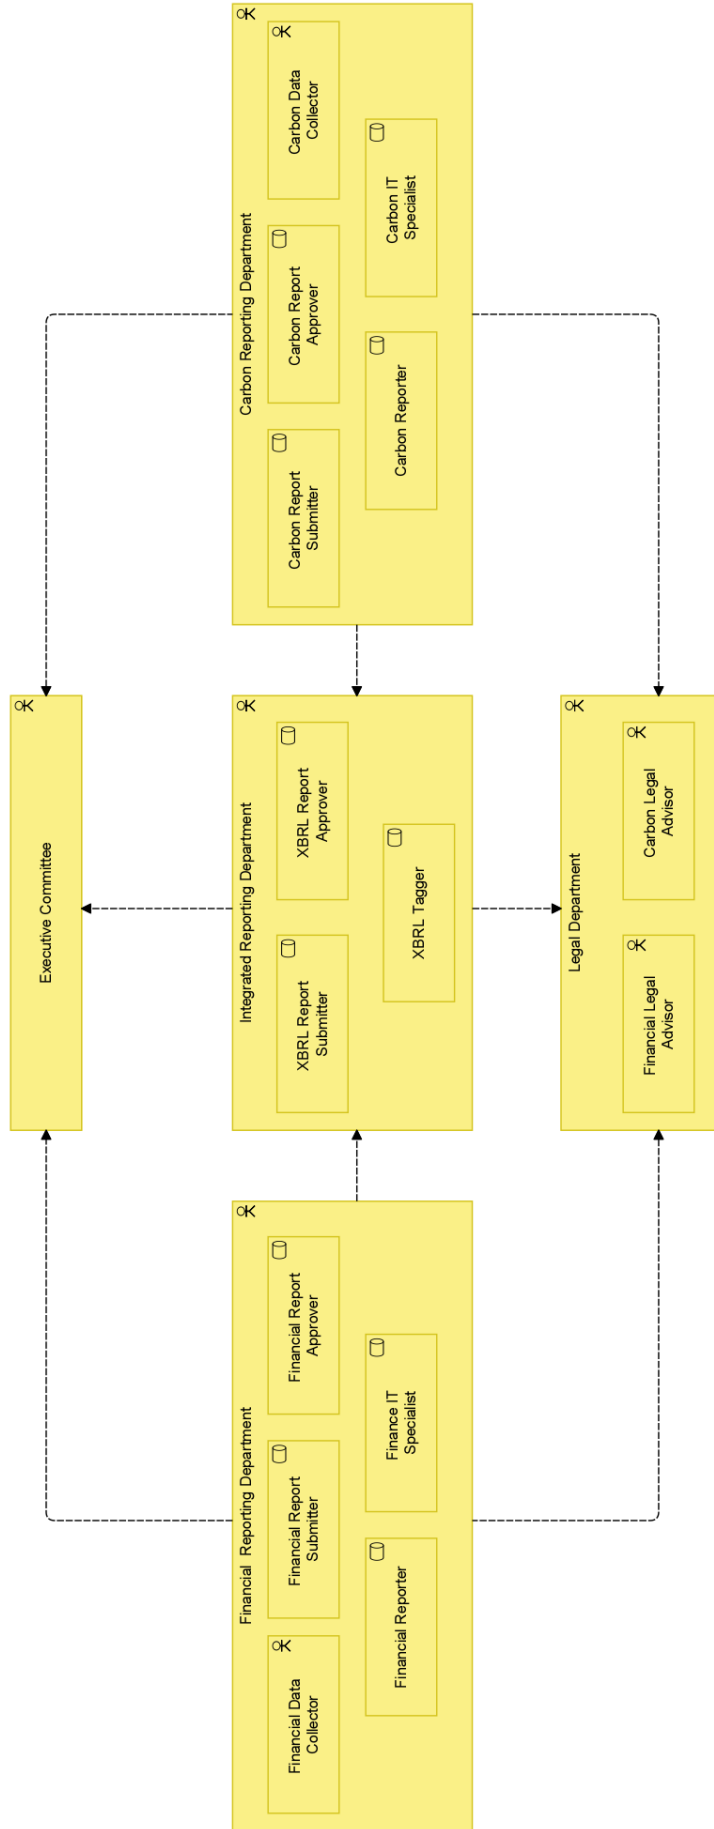 Executive Committee
Financial Reporting Department
Financial Data
Collector
Financial Report
Submitter
Financial Report
Approver
Financial Reporter
Finance IT
Specialist
Integrated Reporting Department
XBRL Report
Submitter
XBRL Report
Approver
XBRL Tagger
Carbon Reporting Department
Carbon Report
Submitter
Carbon Report
Approver
Carbon Data
Collector
Carbon Reporter
Carbon IT
Specialist
Legal Department
Financial Legal
Advisor
Carbon Legal
Advisor